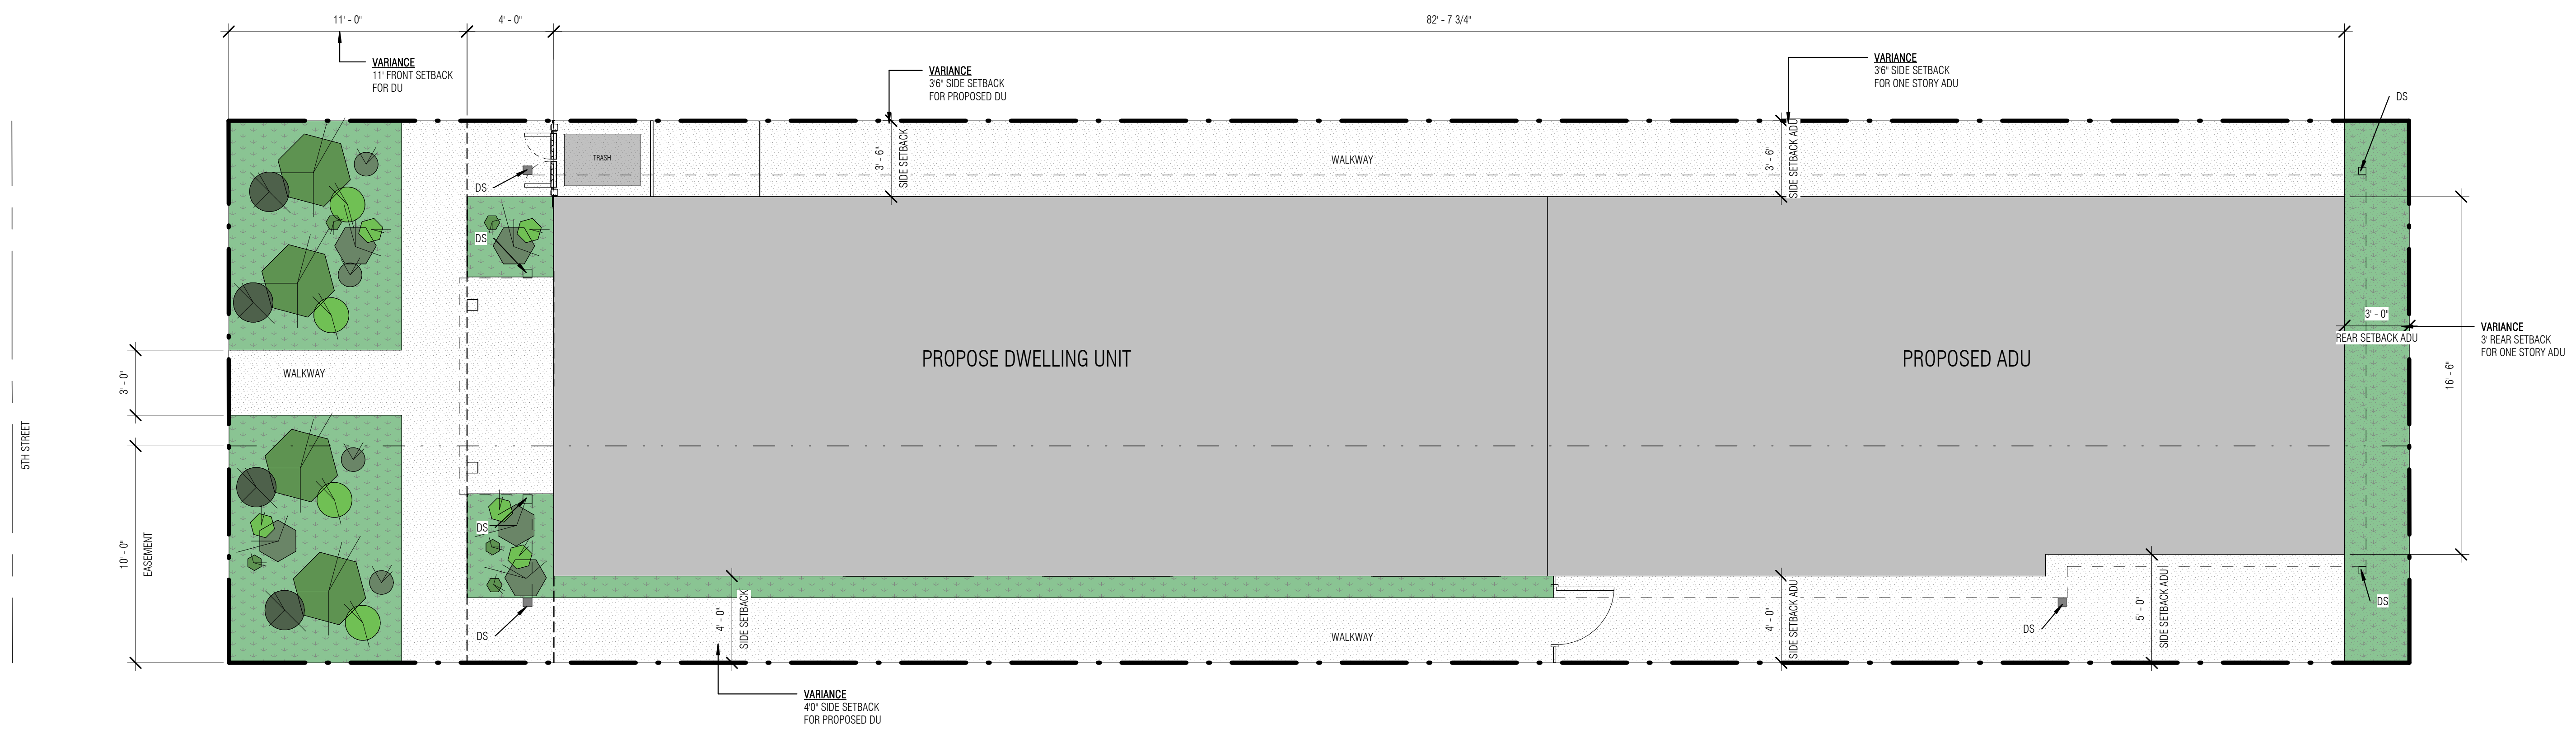 11' - 0"
4' - 0"
82' - 7 3/4"
VARIANCE
11' FRONT SETBACK
FOR DU
VARIANCE
3'6" SIDE SETBACK
FOR PROPOSED DU
VARIANCE
3'6" SIDE SETBACK
FOR ONE STORY ADU
DS
TRASH
3' - 6"
SIDE SETBACK
WALKWAY
3' - 6"
SIDE SETBACK ADU
DS
DS
3' - 0"
REAR SETBACK ADU
VARIANCE
3' REAR SETBACK
FOR ONE STORY ADU
PROPOSE DWELLING UNIT
PROPOSED ADU
WALKWAY
3' - 0"
16' - 6"
5TH STREET
10' - 0"
EASEMENT
DS
DS
4' - 0"
SIDE SETBACK
WALKWAY
4' - 0"
SIDE SETBACK ADU
DS
5' - 0"
SIDE SETBACK ADU
DS
VARIANCE
4'0" SIDE SETBACK
FOR PROPOSED DU